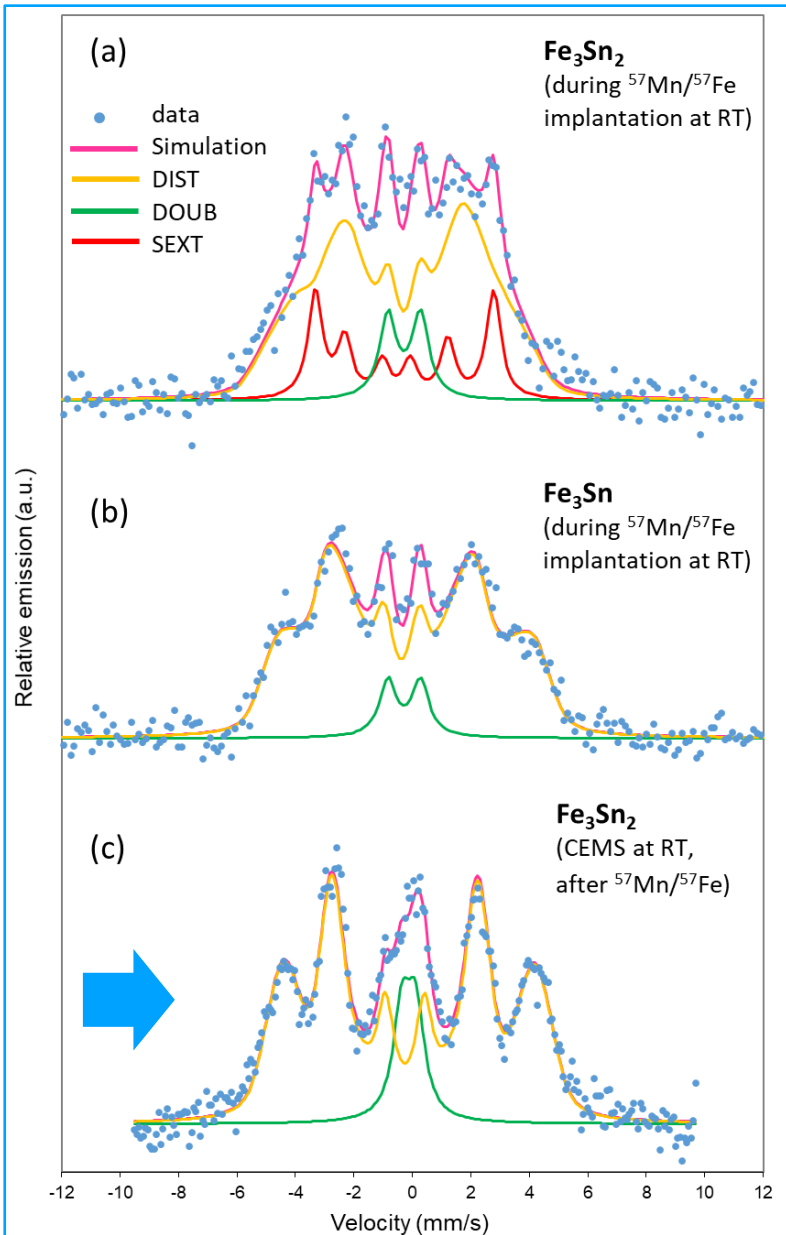 (a)
Fe₃Sn₂
(during ⁵⁷Mn/⁵⁷Fe
implantation at RT)
data
Simulation
DIST
DOUB
SEXT
(b)
Fe₃Sn
(during ⁵⁷Mn/⁵⁷Fe
implantation at RT)
Relative emission (a.u.)
(c)
Fe₃Sn₂
(CEMS at RT,
after ⁵⁷Mn/⁵⁷Fe)
-12 -10 -8 -6 -4 -2 0 2 4 6 8 10 12
Velocity (mm/s)